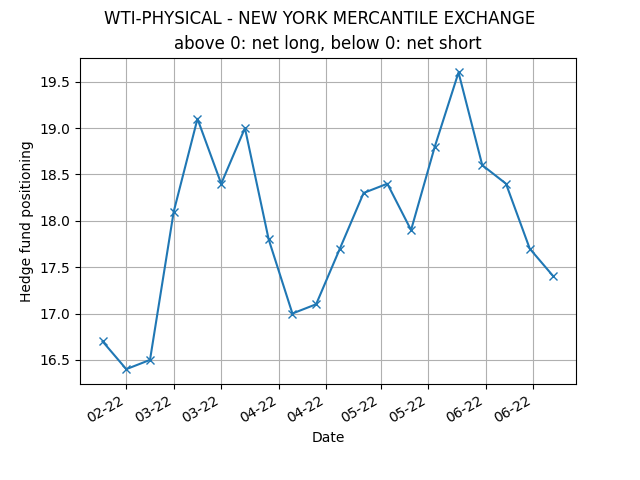 WTI-PHYSICAL - NEW YORK MERCANTILE EXCHANGE
above 0: net long, below 0: net short
19.5
19.0
18.5
18.0
17.5
17.0
16.5
Hedge fund positioning
02-22 03-22 03-22 04-22 04-22 05-22 05-22 06-22 06-22
Date